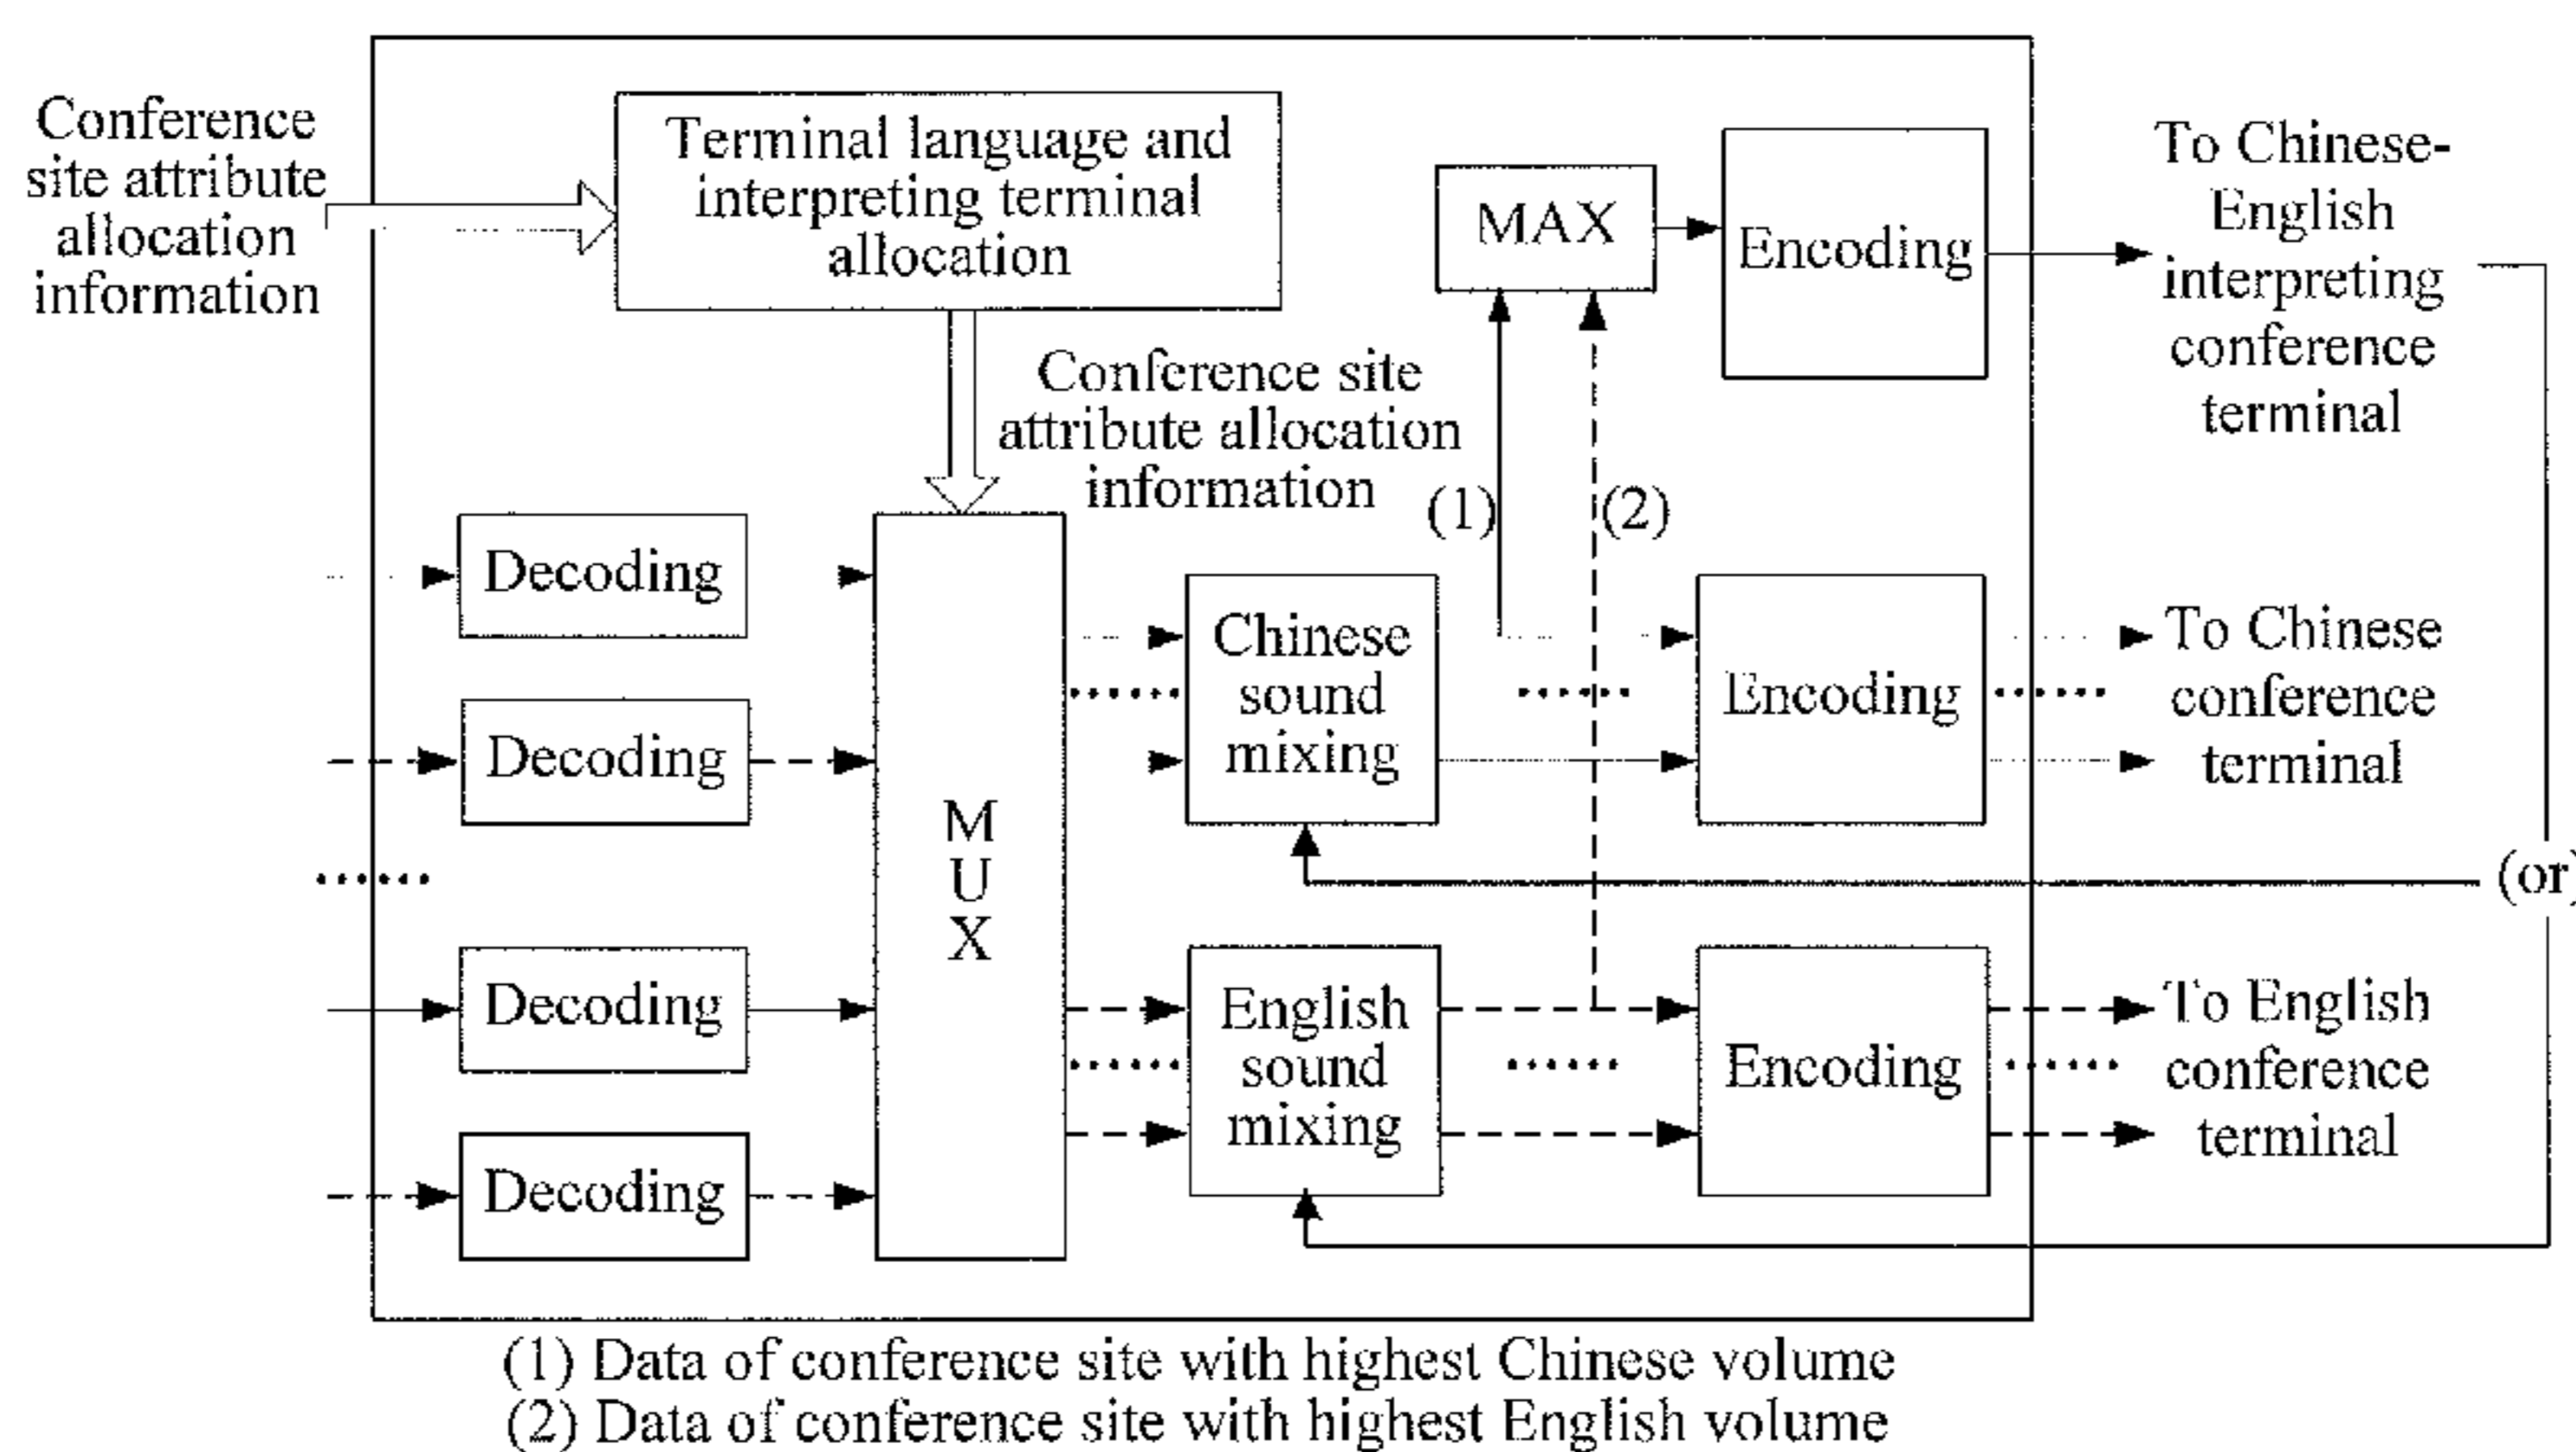 Conference
site attribute
allocation
information
Terminal language and
interpreting terminal
allocation
MAX
Encoding
To Chinese-
English
interpreting
conference
terminal
Conference site
attribute allocation
information
(1)
(2)
Decoding
Decoding
Decoding
Decoding
M
U
X
Chinese
sound
mixing
Encoding
To Chinese
conference
terminal
(or)
English
sound
mixing
Encoding
To English
conference
terminal
(1) Data of conference site with highest Chinese volume
(2) Data of conference site with highest English volume